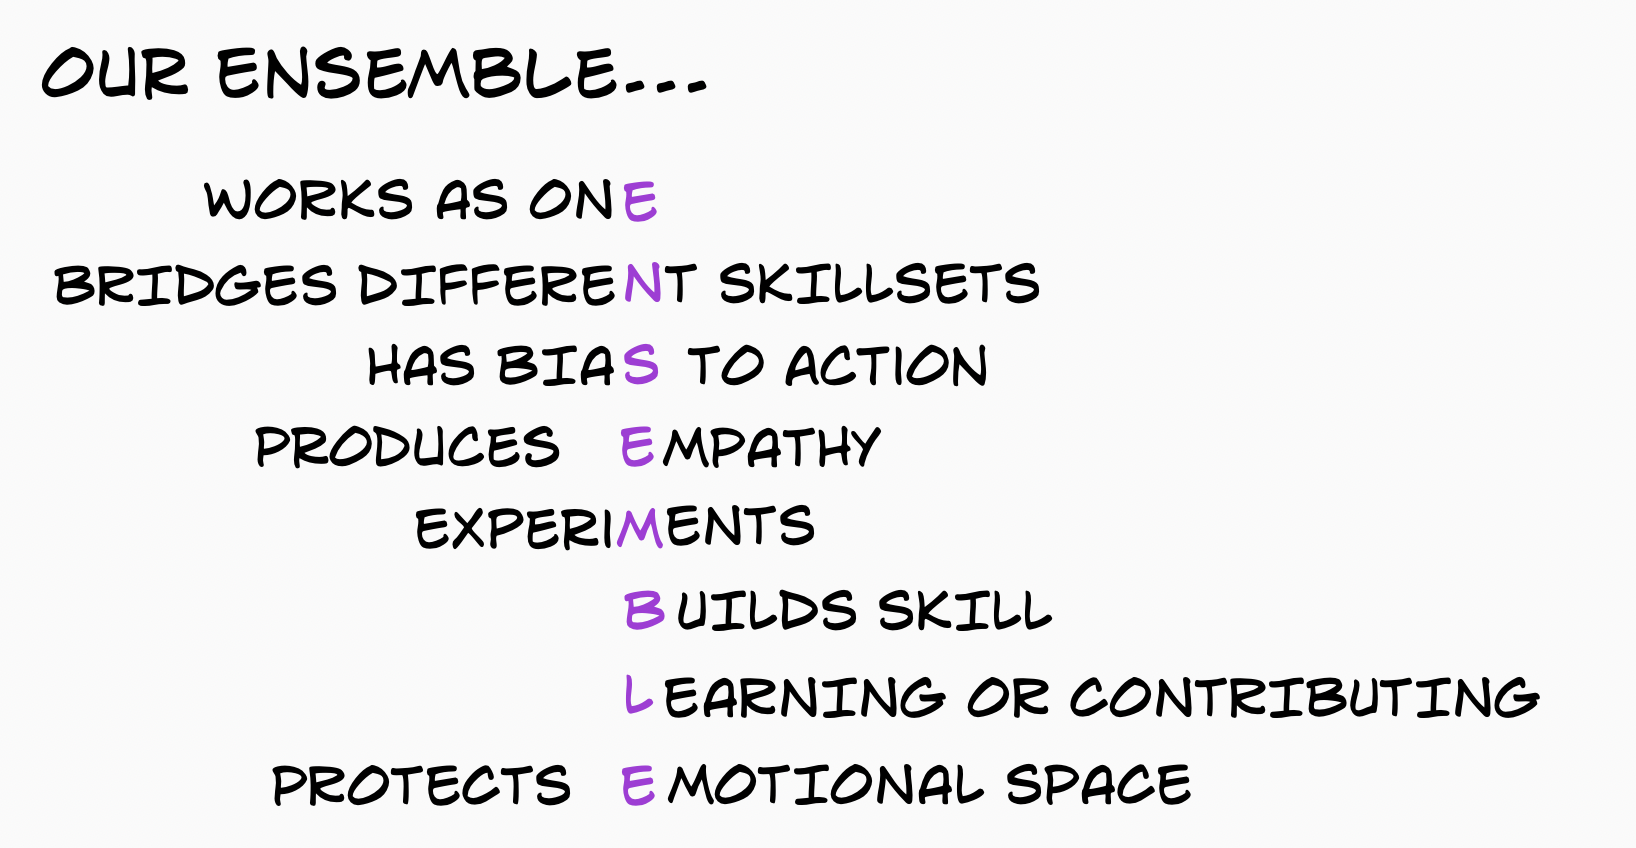 OUR ENSEMBLE...
WORKS AS ONE
BRIDGES DIFFERENT SKILLSETS
HAS BIAS TO ACTION
PRODUCES EMPATHY
EXPERIMENTS
BUILDS SKILL
LEARNING OR CONTRIBUTING
PROTECTS EMOTIONAL SPACE